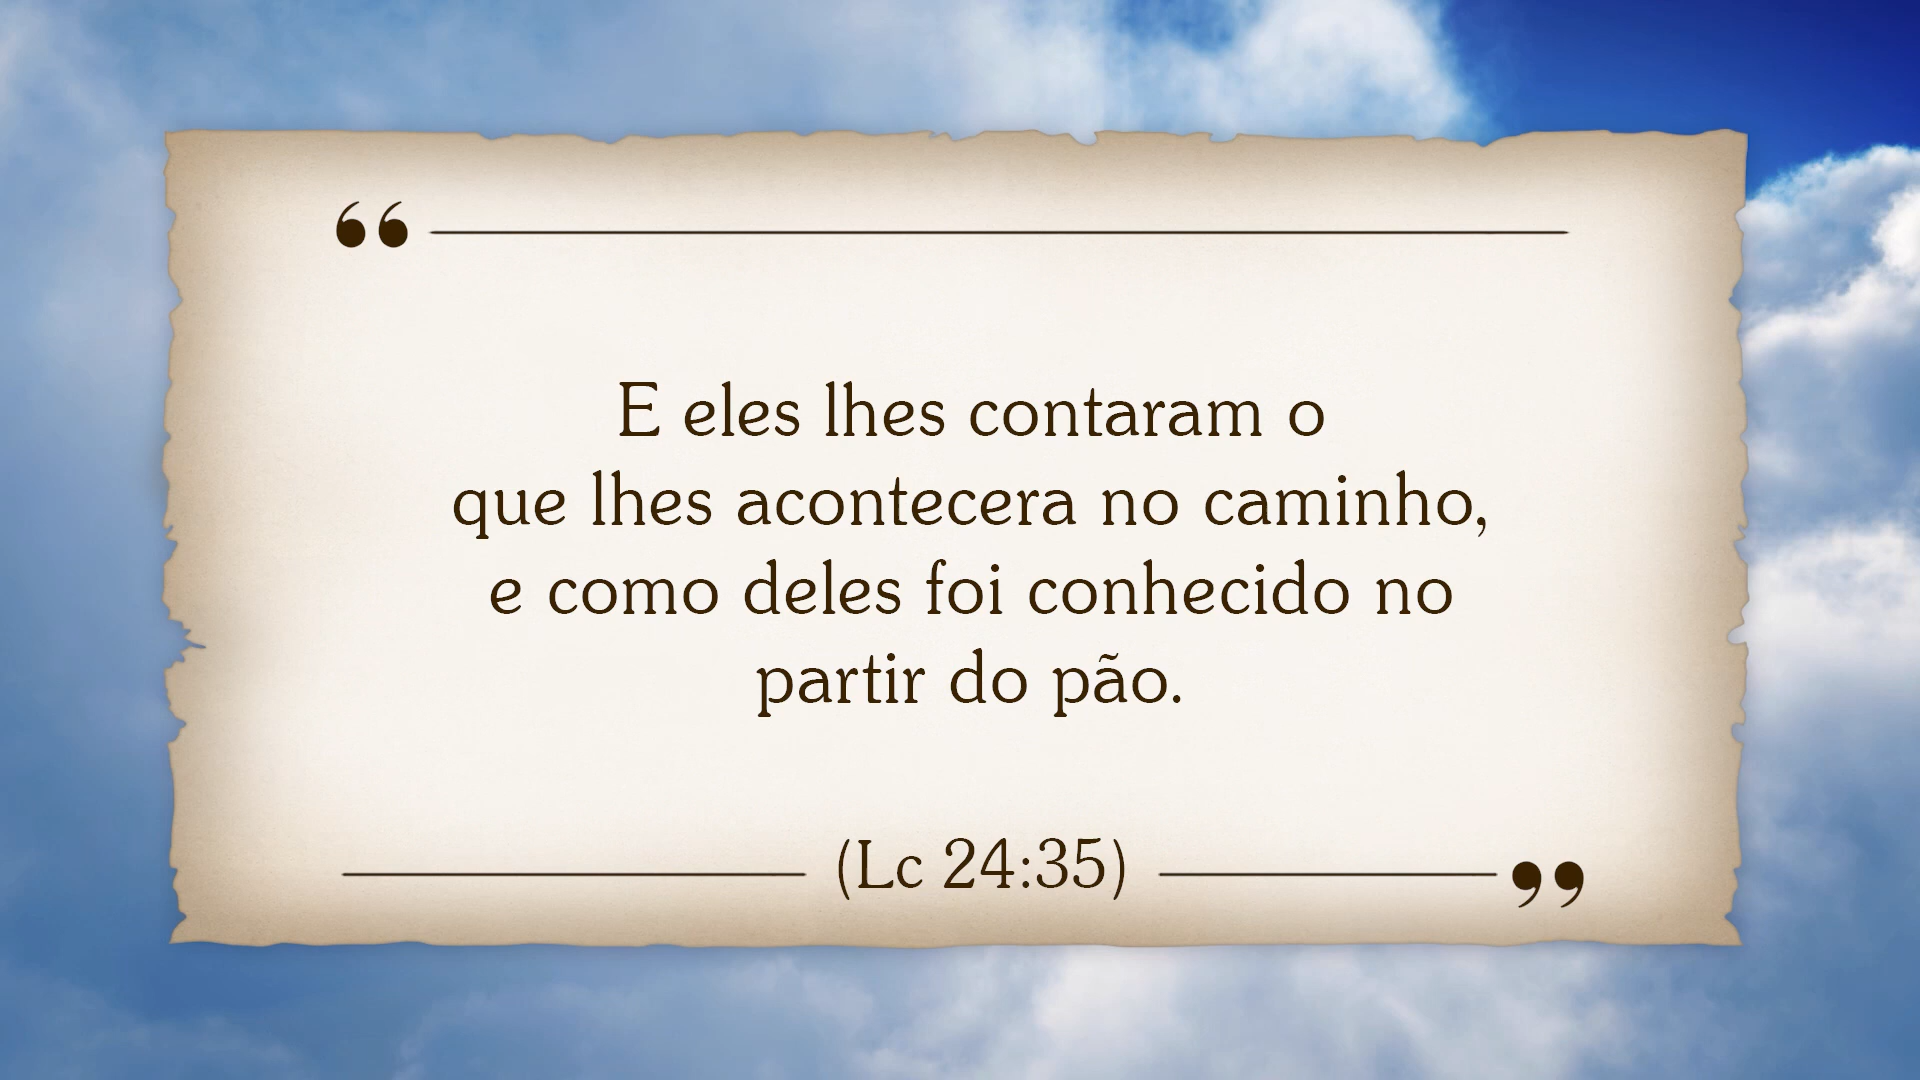 “
E eles lhes contaram o
que lhes acontecera no caminho,
e como deles foi conhecido no
partir do pão.
(Lc 24:35)
”